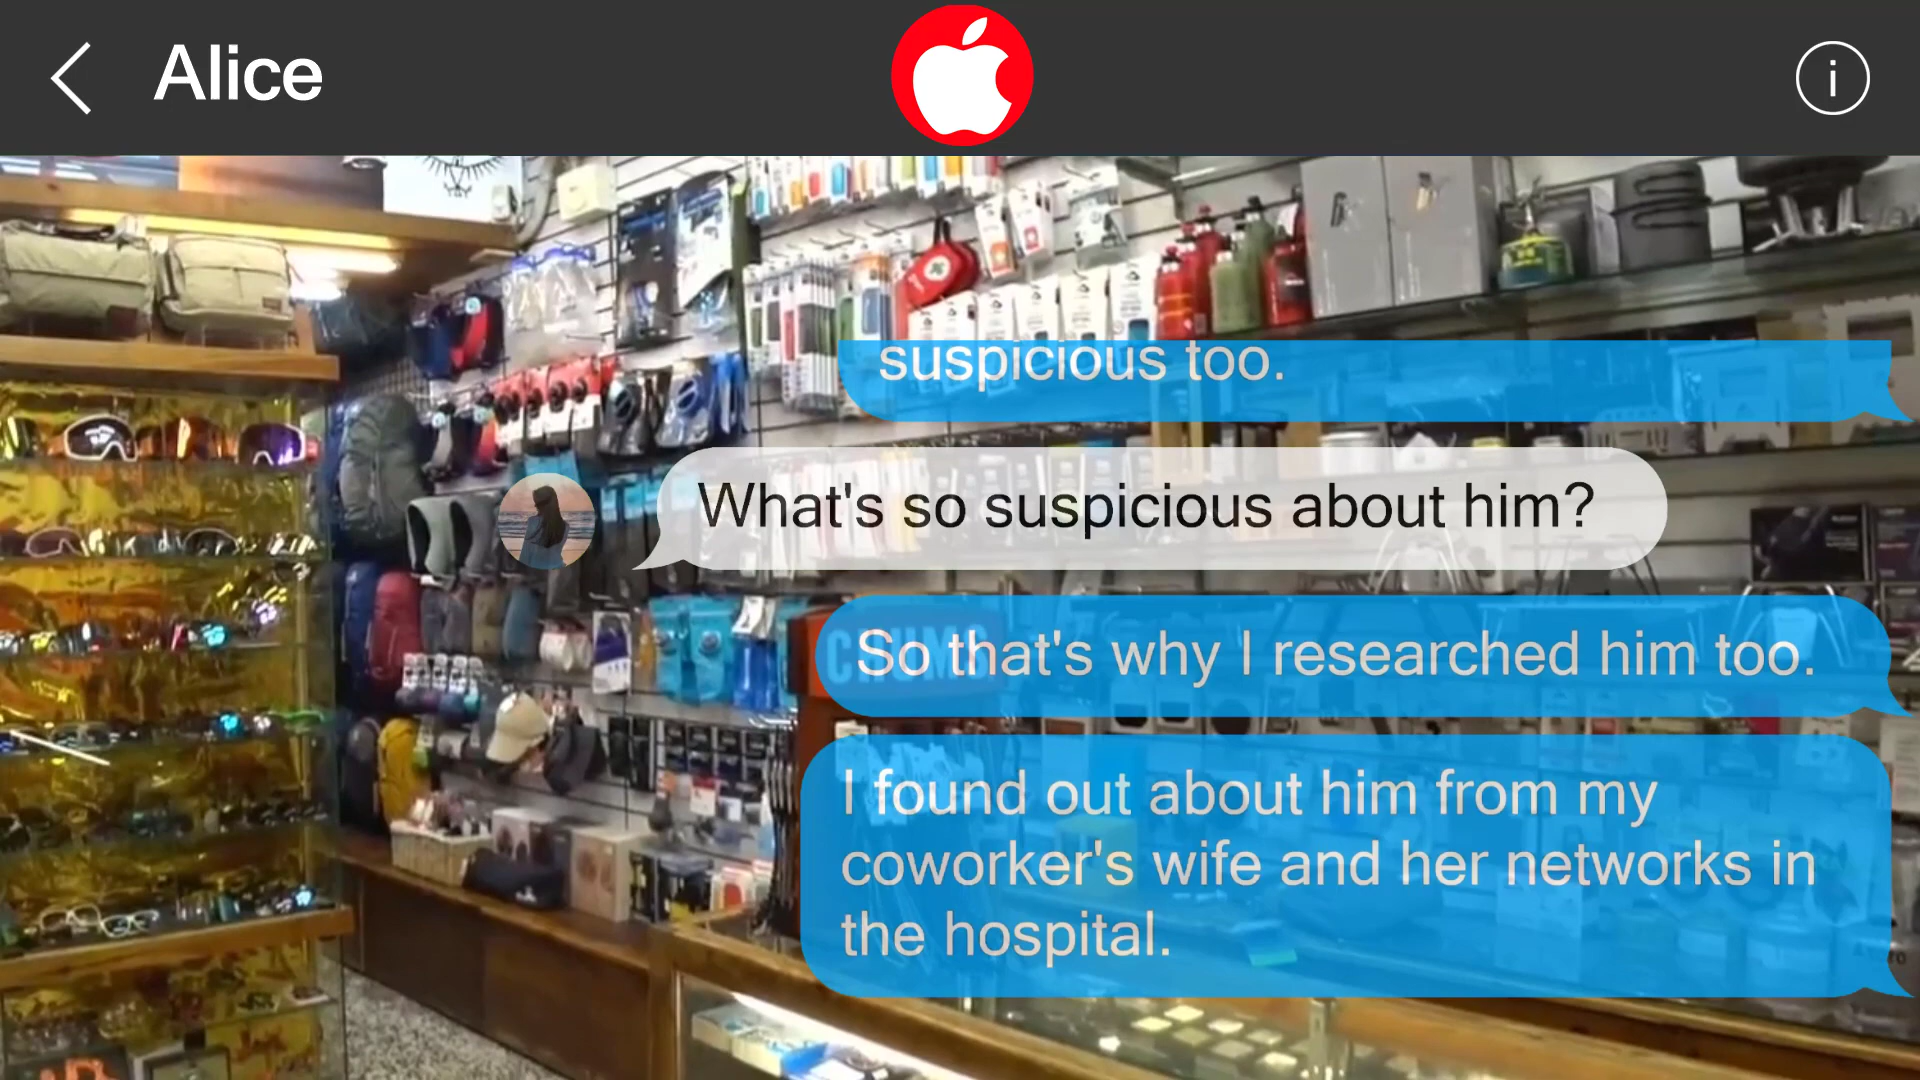 Alice
suspicious too.
What's so suspicious about him?
So that's why I researched him too.
CHUMS
I found out about him from my
coworker's wife and her networks in
the hospital.